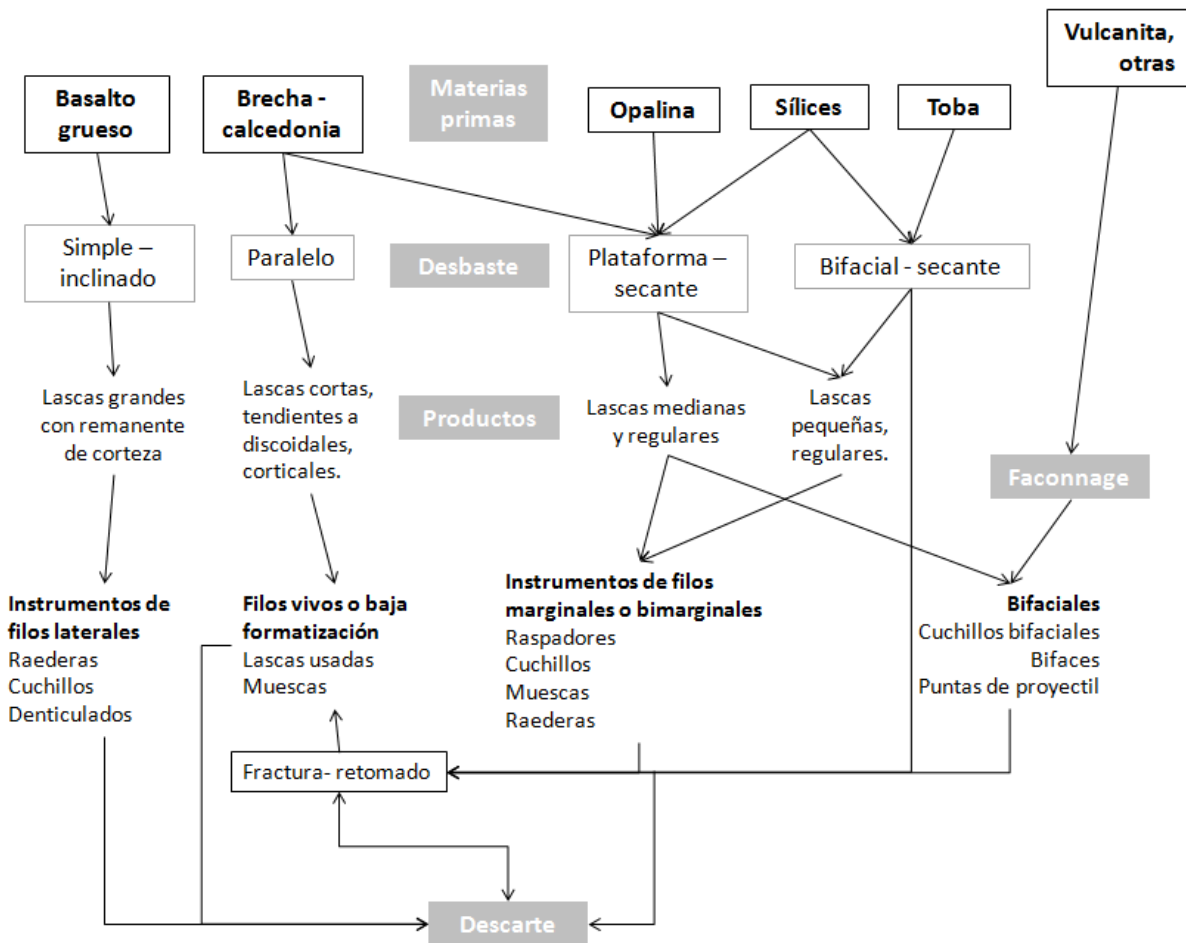 Vulcanita,
otras
Basalto
grueso
Brecha -
calcedonia
Materias
primas
Opalina
Sílices
Toba
Simple –
inclinado
Paralelo
Desbaste
Plataforma –
secante
Bifacial - secante
Lascas grandes
con remanente
de corteza
Lascas cortas,
tendientes a
discoidales,
corticales.
Productos
Lascas medianas
y regulares
Lascas
pequeñas,
regulares.
Faconnage
Instrumentos de
filos laterales
Raederas
Cuchillos
Denticulados
Filos vivos o baja
formatización
Lascas usadas
Muescas
Instrumentos de filos
marginales o bimarginales
Raspadores
Cuchillos
Muescas
Raederas
Bifaciales
Cuchillos bifaciales
Bifaces
Puntas de proyectil
Fractura- retomado
Descarte